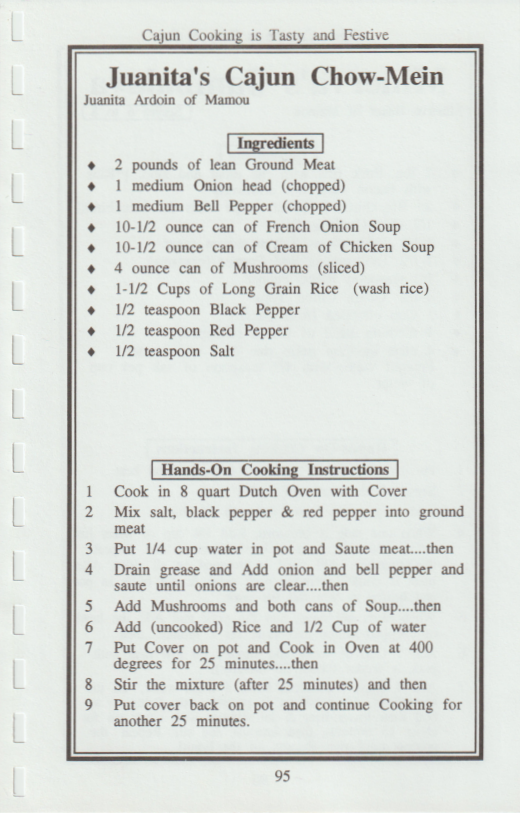 Cajun Cooking is Tasty and Festive
Juanita's Cajun Chow-Mein
Juanita Ardoin of Mamou
Ingredients
♦ 2 pounds of lean Ground Meat
♦ 1 medium Onion head (chopped)
♦ 1 medium Bell Pepper (chopped)
♦ 10-1/2 ounce can of French Onion Soup
♦ 10-1/2 ounce can of Cream of Chicken Soup
♦ 4 ounce can of Mushrooms (sliced)
♦ 1-1/2 Cups of Long Grain Rice (wash rice)
♦ 1/2 teaspoon Black Pepper
♦ 1/2 teaspoon Red Pepper
♦ 1/2 teaspoon Salt
Hands-On Cooking Instructions
1 Cook in 8 quart Dutch Oven with Cover
2 Mix salt, black pepper & red pepper into ground
meat
3 Put 1/4 cup water in pot and Saute meat....then
4 Drain grease and Add onion and bell pepper and
saute until onions are clear....then
5 Add Mushrooms and both cans of Soup....then
6 Add (uncooked) Rice and 1/2 Cup of water
7 Put Cover on pot and Cook in Oven at 400
degrees for 25 minutes....then
8 Stir the mixture (after 25 minutes) and then
9 Put cover back on pot and continue Cooking for
another 25 minutes.
95